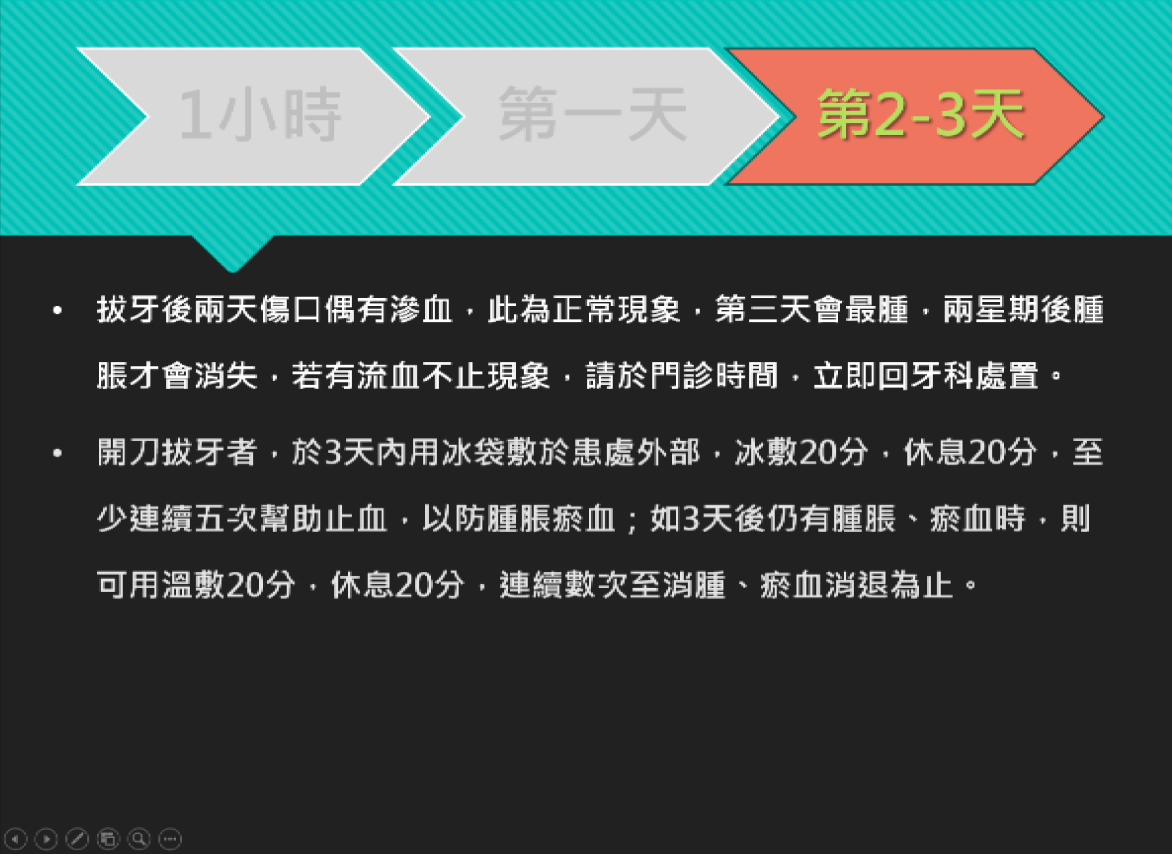 1小時
第一天
第2-3天
• 拔牙後兩天傷口偶有滲血，此為正常現象，第三天會最腫，兩星期後腫
脹才會消失，若有流血不止現象，請於門診時間，立即回牙科處置。
• 開刀拔牙者，於3天內用冰袋敷於患處外部，冰敷20分，休息20分，至
少連續五次幫助止血，以防腫脹瘀血；如3天後仍有腫脹、瘀血時，則
可用溫敷20分，休息20分，連續數次至消腫、瘀血消退為止。